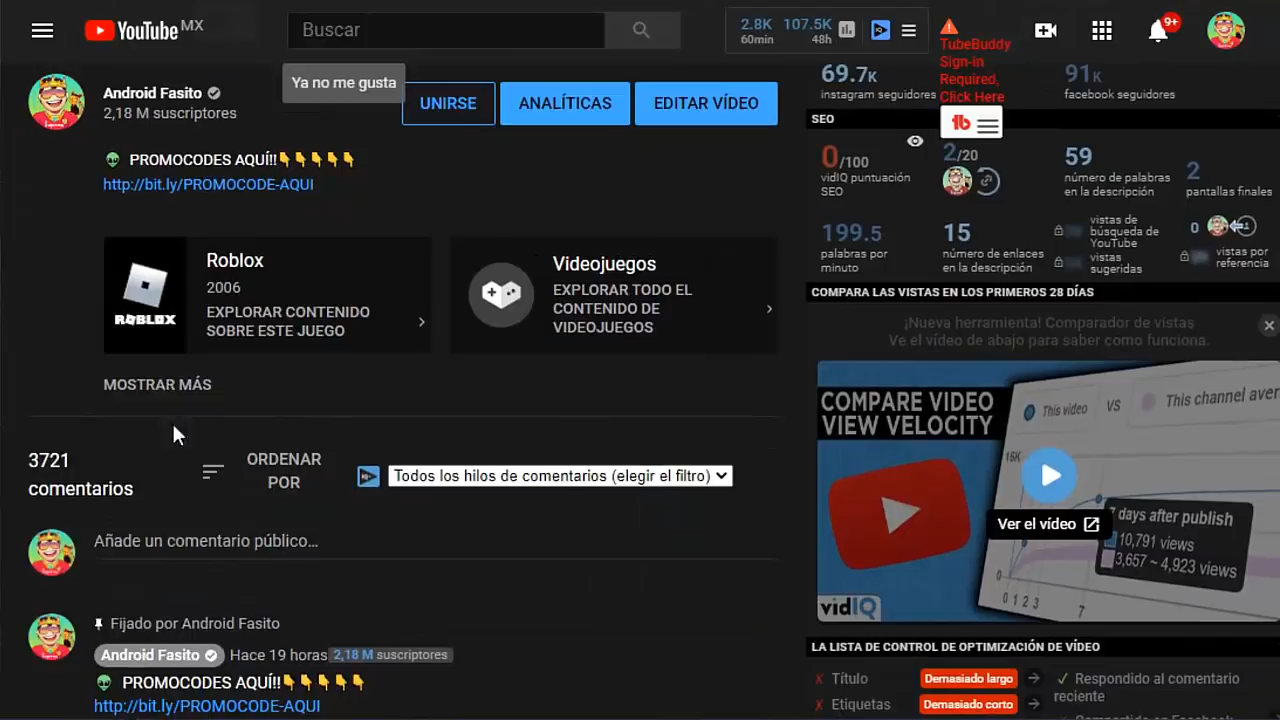 YouTube MX
Buscar
2.8K 107.5K
60min 48h
TubeBuddy
Sign-in
Required,
Click Here
9+
Android Fasito
2,18 M suscriptores
Ya no me gusta
UNIRSE
ANALÍTICAS
EDITAR VÍDEO
👽 PROMOCODES AQUÍ!!👇👇👇👇👇
http://bit.ly/PROMOCODE-AQUI
Roblox
2006
EXPLORAR CONTENIDO
SOBRE ESTE JUEGO
ROBLOX
Videojuegos
EXPLORAR TODO EL
CONTENIDO DE
VIDEOJUEGOS
MOSTRAR MÁS
3721
comentarios
ORDENAR
POR
Todos los hilos de comentarios (elegir el filtro)
Añade un comentario público...
Fijado por Android Fasito
Android Fasito Hace 19 horas 2,18 M suscriptores
👽 PROMOCODES AQUÍ!!👇👇👇👇👇
http://bit.ly/PROMOCODE-AQUI
69.7K
instagram seguidores
91K
facebook seguidores
SEO
tb
0/100
vidIQ puntuación
SEO
2/20
59
número de palabras
en la descripción
2
pantallas finales
199.5
palabras por
minuto
15
número de enlaces
en la descripción
vistas de
búsqueda de
YouTube
vistas
sugeridas
0
vistas por
referencia
COMPARA LAS VISTAS EN LOS PRIMEROS 28 DÍAS
¡Nueva herramienta! Comparador de vistas
Ve el vídeo de abajo para saber como funciona.
COMPARE VIDEO
VIEW VELOCITY
This video VS This channel aver
15K
Ver el vídeo
7 days after publish
10,791 views
3,657 ~ 4,923 views
0
0 1 2 3 7
vidIQ
LA LISTA DE CONTROL DE OPTIMIZACIÓN DE VÍDEO
✗ Título Demasiado largo
✗ Etiquetas Demasiado corto
✓ Respondido al comentario
reciente